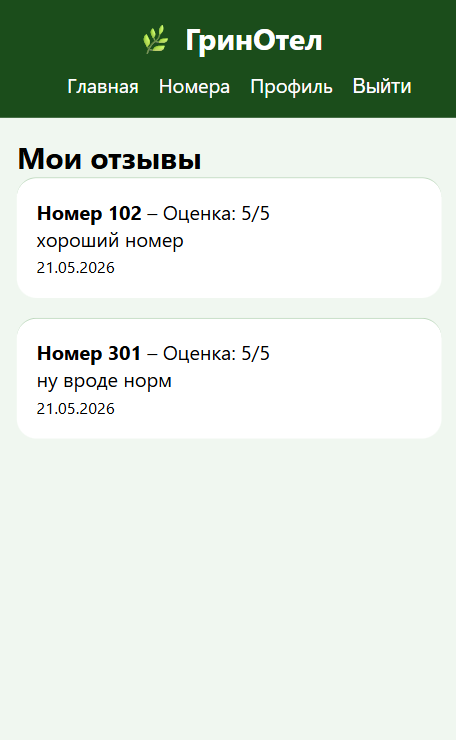 ГринОтел
Главная Номера Профиль Выйти
Мои отзывы
Номер 102 – Оценка: 5/5
хороший номер
21.05.2026
Номер 301 – Оценка: 5/5
ну вроде норм
21.05.2026